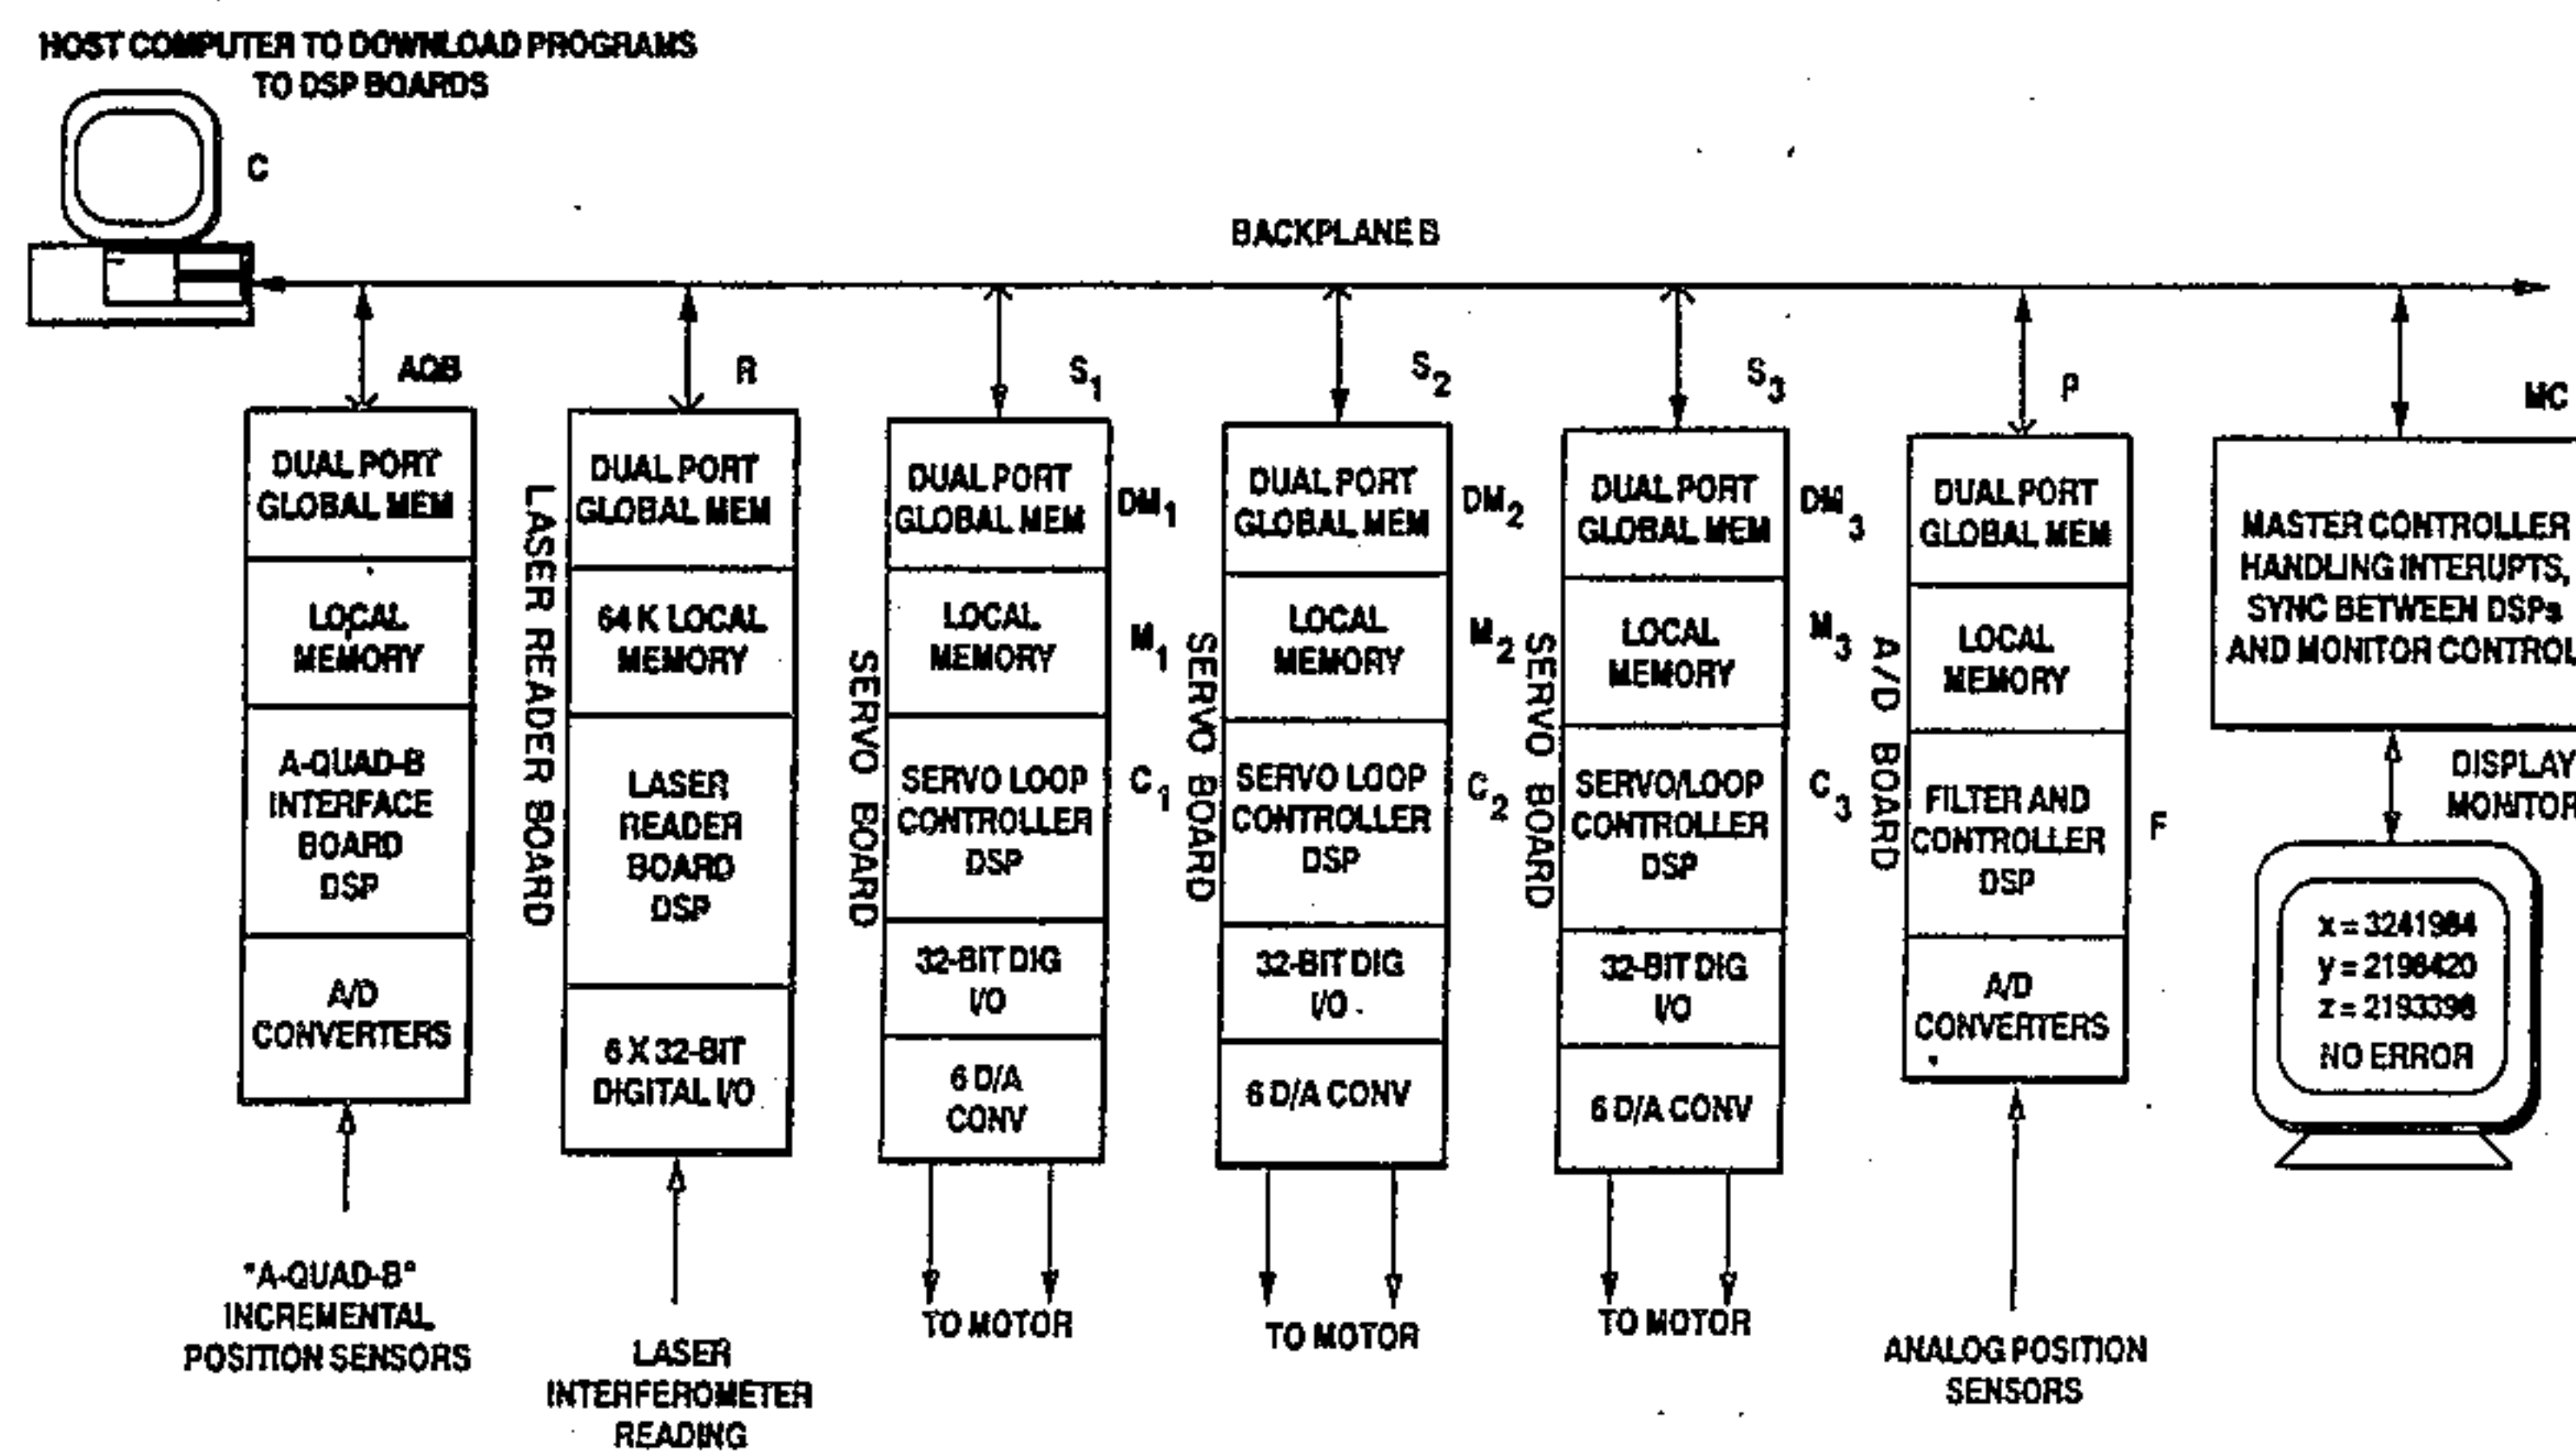 HOST COMPUTER TO DOWNLOAD PROGRAMS
TO DSP BOARDS
C
BACKPLANE B
AQB
DUAL PORT
GLOBAL MEM
LOCAL
MEMORY
A-QUAD-B
INTERFACE
BOARD
DSP
A/D
CONVERTERS
"A-QUAD-B"
INCREMENTAL
POSITION SENSORS
R
LASER READER BOARD
DUAL PORT
GLOBAL MEM
64 K LOCAL
MEMORY
LASER
READER
BOARD
DSP
6 X 32-BIT
DIGITAL I/O
LASER
INTERFEROMETER
READING
S1
SERVO BOARD
DUAL PORT
GLOBAL MEM
DM1
LOCAL
MEMORY
M1
SERVO LOOP
CONTROLLER
DSP
C1
32-BIT DIG
I/O
6 D/A
CONV
TO MOTOR
S2
SERVO BOARD
DUAL PORT
GLOBAL MEM
DM2
LOCAL
MEMORY
M2
SERVO LOOP
CONTROLLER
DSP
C2
32-BIT DIG
I/O
6 D/A CONV
TO MOTOR
S3
SERVO BOARD
DUAL PORT
GLOBAL MEM
DM3
LOCAL
MEMORY
M3
SERVO/LOOP
CONTROLLER
DSP
C3
32-BIT DIG
I/O
6 D/A CONV
TO MOTOR
P
A/D BOARD
DUAL PORT
GLOBAL MEM
LOCAL
MEMORY
FILTER AND
CONTROLLER
DSP
F
A/D
CONVERTERS
ANALOG POSITION
SENSORS
MC
MASTER CONTROLLER
HANDLING INTERUPTS,
SYNC BETWEEN DSPs
AND MONITOR CONTROL
DISPLAY
MONITOR
x = 3241984
y = 2196420
z = 2193398
NO ERROR